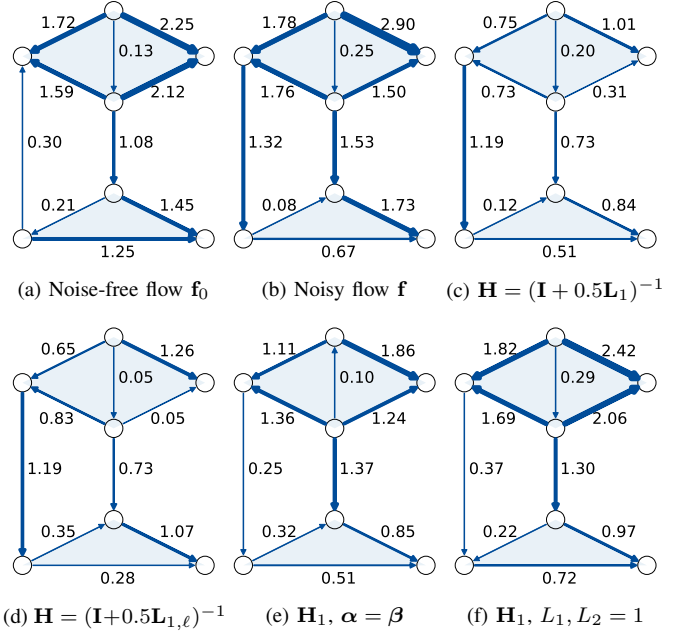 1.72 2.25 1.78 2.90 0.75 1.01
0.13 0.25 0.20
1.59 2.12 1.76 1.50 0.73 0.31
0.30 1.08 1.32 1.53 1.19 0.73
0.21 1.45 0.08 1.73 0.12 0.84
1.25 0.67 0.51
(a) Noise-free flow f₀ (b) Noisy flow f (c) H = (I + 0.5L₁)⁻¹
0.65 1.26 1.11 1.86 1.82 2.42
0.05 0.10 0.29
0.83 0.05 1.36 1.24 1.69 2.06
1.19 0.73 0.25 1.37 0.37 1.30
0.35 1.07 0.32 0.85 0.22 0.97
0.28 0.51 0.72
(d) H = (I+0.5L₁,ℓ)⁻¹ (e) H₁, α = β (f) H₁, L₁, L₂ = 1